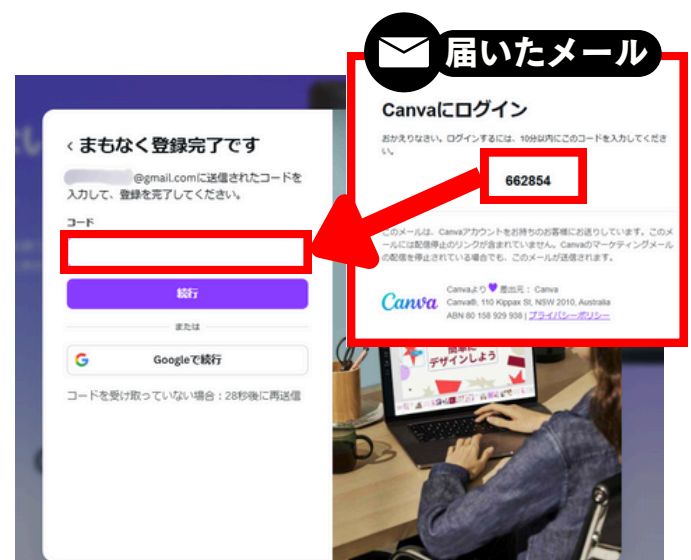 届いたメール
Canvaにログイン
おかえりなさい。ログインするには、10分以内にこのコードを入力してくださ
い。
662854
このメールは、Canvaアカウントをお持ちのお客様にお送りしています。このメ
ールには配信停止のリンクが含まれていません。Canvaのマーケティングメール
の配信を停止されている場合でも、このメールが送信されます。
Canva
Canvaより💜差出元： Canva
Canva®, 110 Kippax St, NSW 2010, Australia
ABN 80 158 929 938 | プライバシーポリシー
‹ まもなく登録完了です
@gmail.comに送信されたコードを
入力して、登録を完了してください。
コード
続行
または
Googleで続行
コードを受け取っていない場合：28秒後に再送信
簡単に
デザインしよう